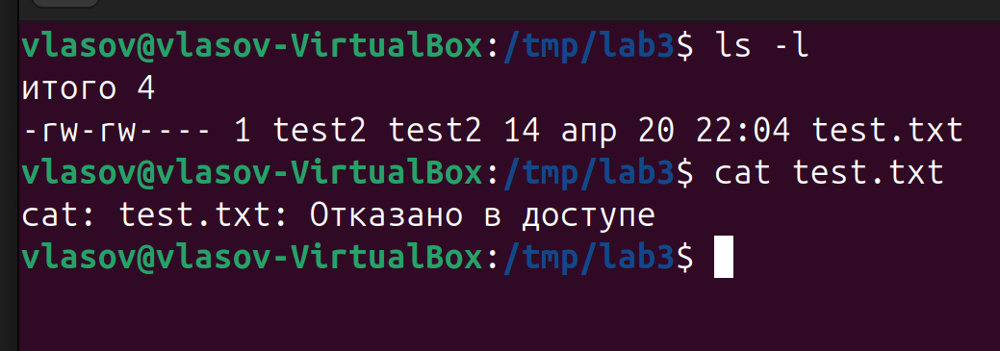 vlasov@vlasov-VirtualBox:/tmp/lab3$ ls -l
итого 4
-rw-rw---- 1 test2 test2 14 апр 20 22:04 test.txt
vlasov@vlasov-VirtualBox:/tmp/lab3$ cat test.txt
cat: test.txt: Отказано в доступе
vlasov@vlasov-VirtualBox:/tmp/lab3$